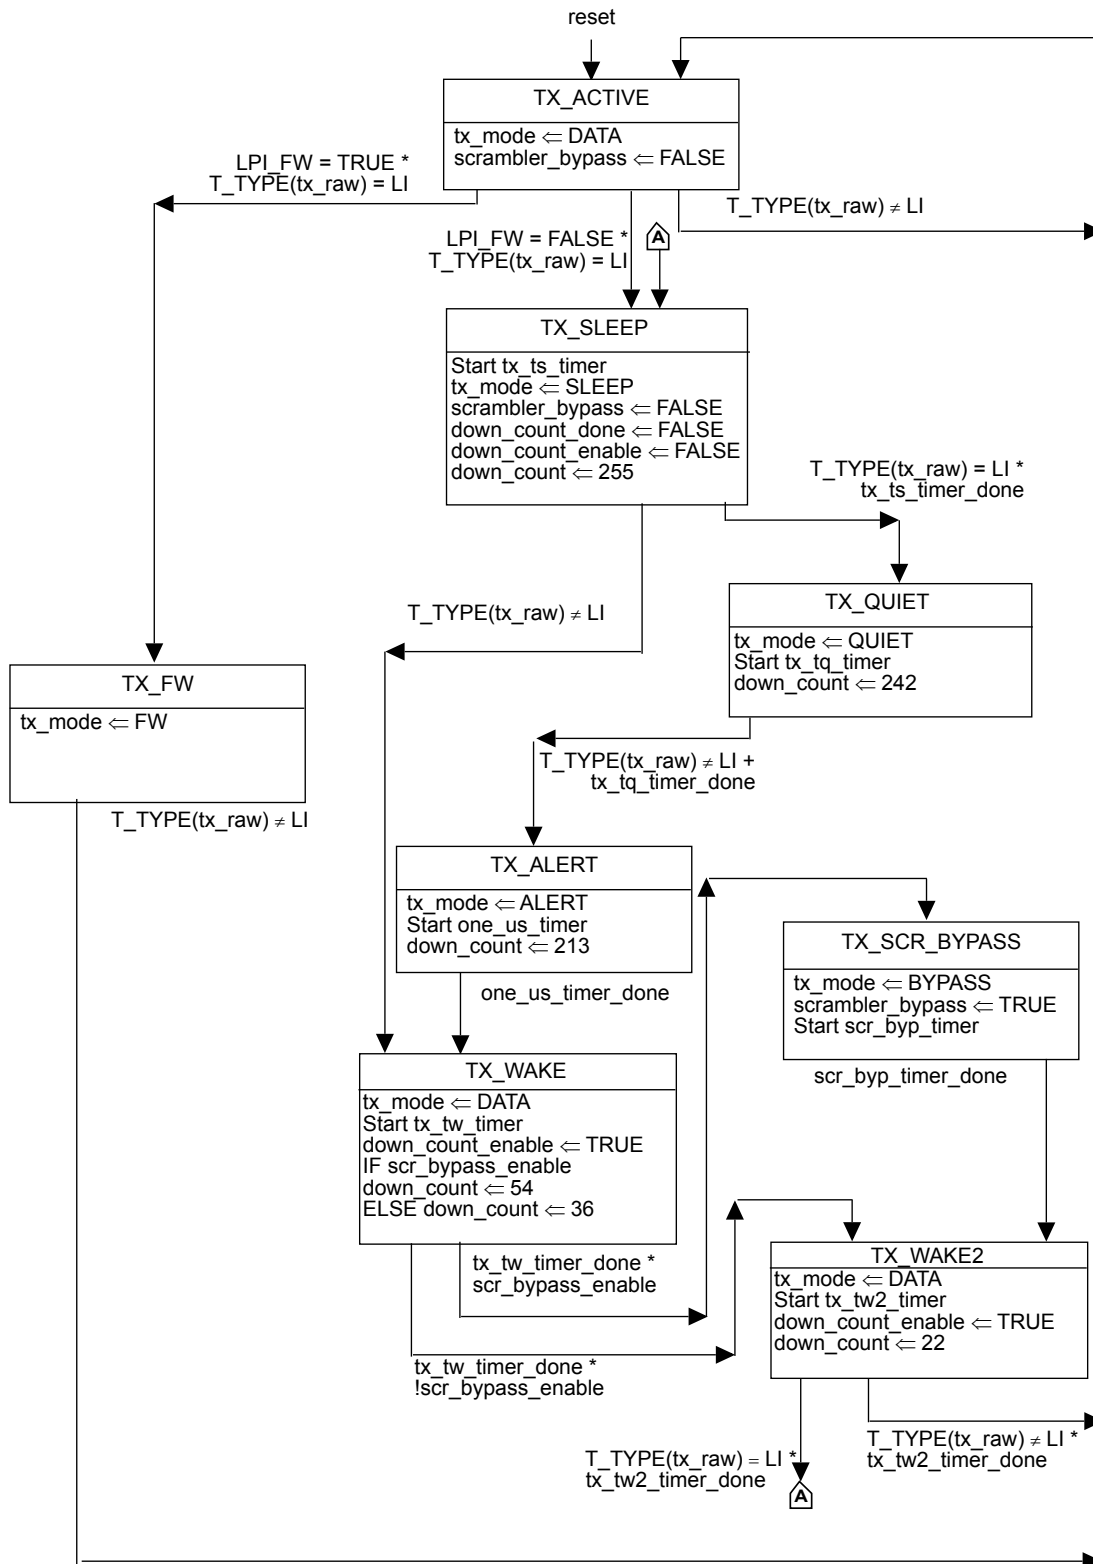 reset
TX_ACTIVE
tx_mode ⇐ DATA
scrambler_bypass ⇐ FALSE
LPI_FW = TRUE *
T_TYPE(tx_raw) = LI
T_TYPE(tx_raw) ≠ LI
LPI_FW = FALSE *
T_TYPE(tx_raw) = LI
A
TX_SLEEP
Start tx_ts_timer
tx_mode ⇐ SLEEP
scrambler_bypass ⇐ FALSE
down_count_done ⇐ FALSE
down_count_enable ⇐ FALSE
down_count ⇐ 255
T_TYPE(tx_raw) = LI *
tx_ts_timer_done
T_TYPE(tx_raw) ≠ LI
TX_QUIET
tx_mode ⇐ QUIET
Start tx_tq_timer
down_count ⇐ 242
TX_FW
tx_mode ⇐ FW
T_TYPE(tx_raw) ≠ LI
T_TYPE(tx_raw) ≠ LI +
tx_tq_timer_done
TX_ALERT
tx_mode ⇐ ALERT
Start one_us_timer
down_count ⇐ 213
one_us_timer_done
TX_SCR_BYPASS
tx_mode ⇐ BYPASS
scrambler_bypass ⇐ TRUE
Start scr_byp_timer
scr_byp_timer_done
TX_WAKE
tx_mode ⇐ DATA
Start tx_tw_timer
down_count_enable ⇐ TRUE
IF scr_bypass_enable
down_count ⇐ 54
ELSE down_count ⇐ 36
tx_tw_timer_done *
scr_bypass_enable
tx_tw_timer_done *
!scr_bypass_enable
TX_WAKE2
tx_mode ⇐ DATA
Start tx_tw2_timer
down_count_enable ⇐ TRUE
down_count ⇐ 22
T_TYPE(tx_raw) = LI *
tx_tw2_timer_done
A
T_TYPE(tx_raw) ≠ LI *
tx_tw2_timer_done